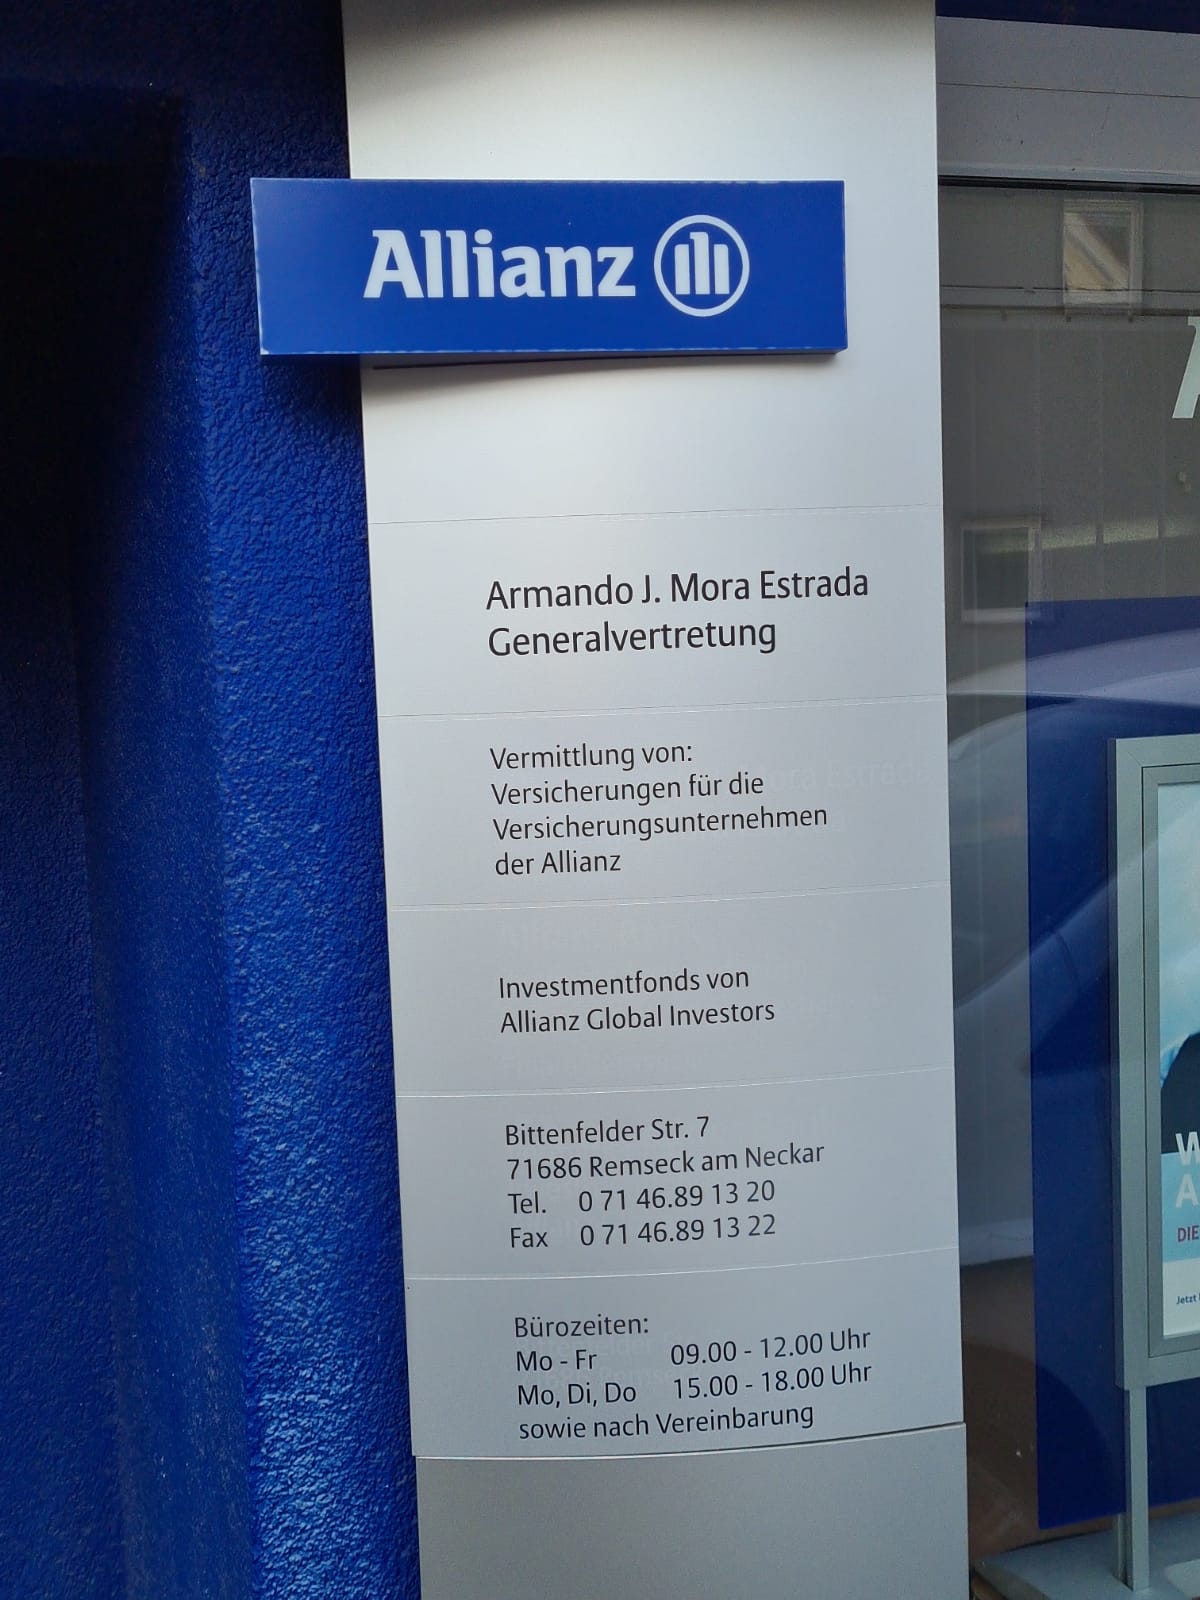 Allianz
Armando J. Mora Estrada
Generalvertretung
Vermittlung von:
Versicherungen für die
Versicherungsunternehmen
der Allianz
Investmentfonds von
Allianz Global Investors
Bittenfelder Str. 7
71686 Remseck am Neckar
Tel. 0 71 46.89 13 20
Fax 0 71 46.89 13 22
Bürozeiten:
Mo - Fr 09.00 - 12.00 Uhr
Mo, Di, Do 15.00 - 18.00 Uhr
sowie nach Vereinbarung
DIE
Jetzt